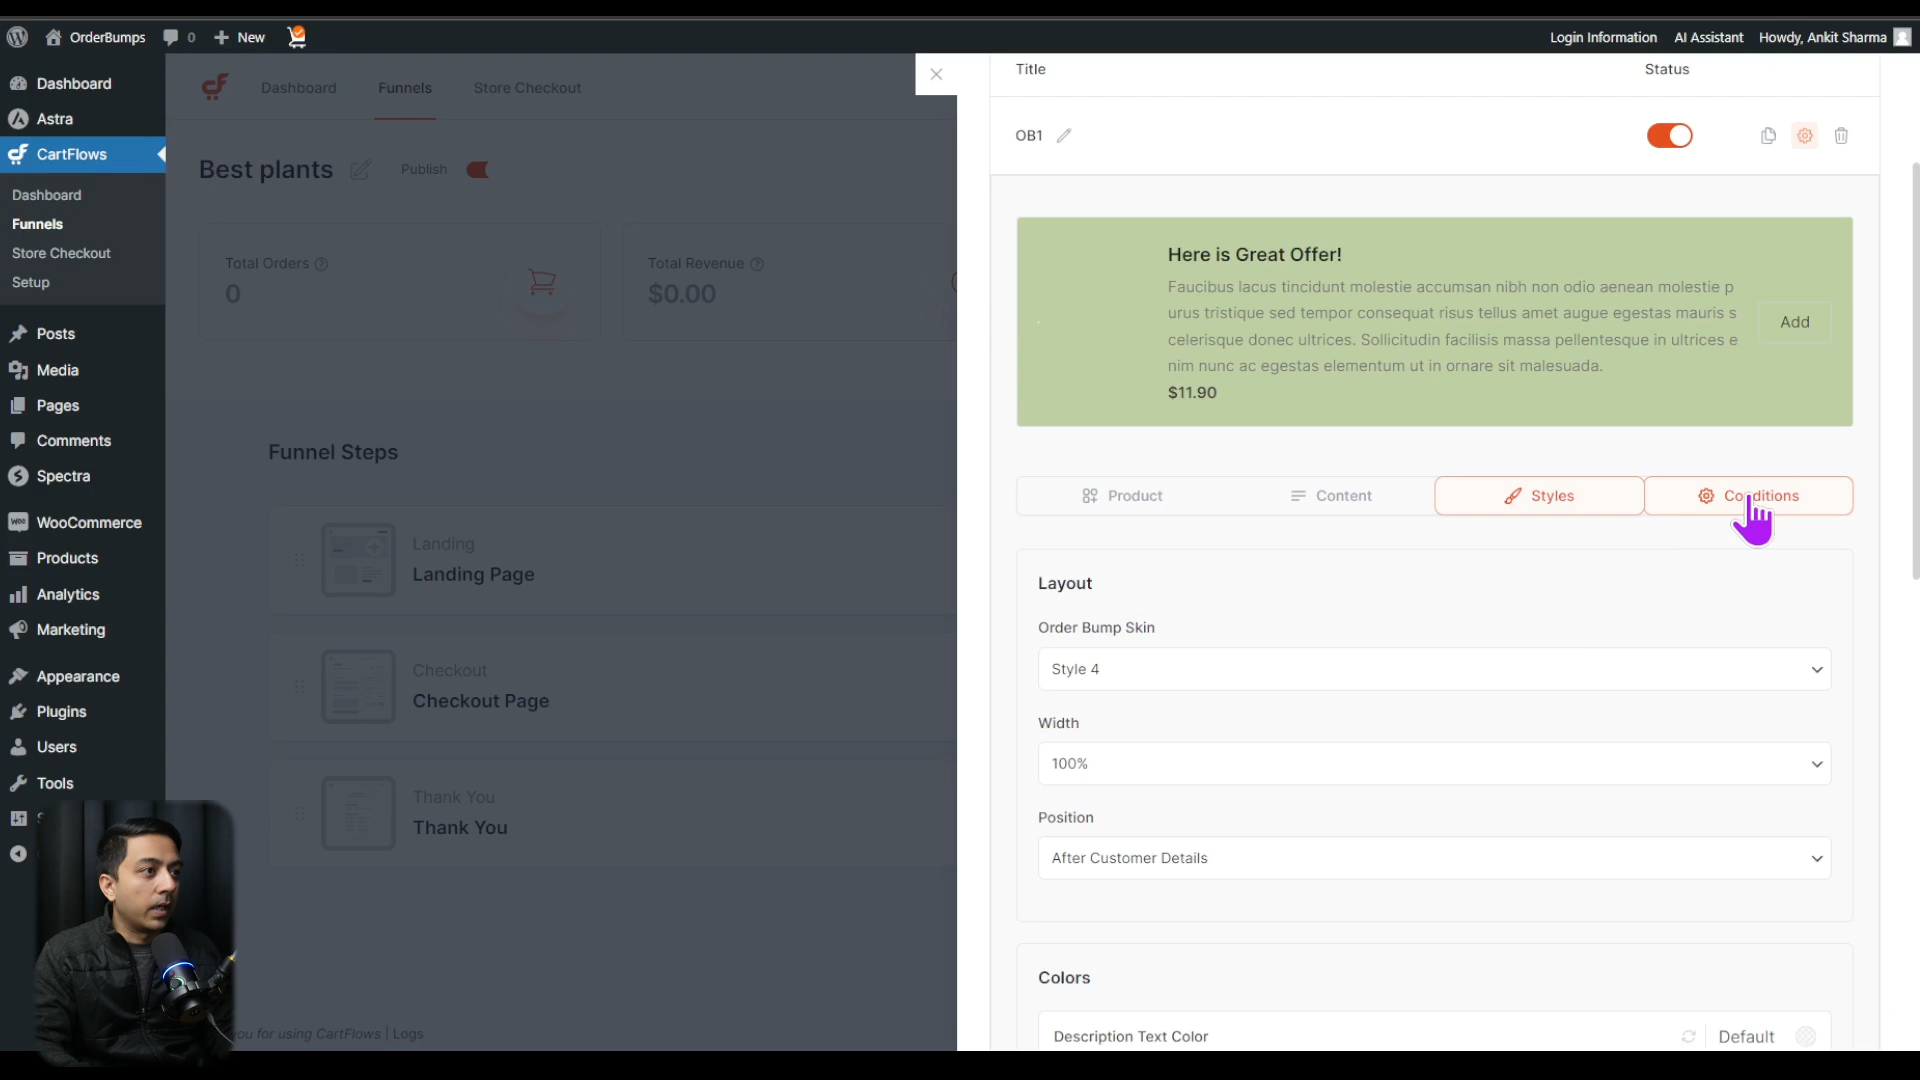 OrderBumps
0
New
Login Information
AI Assistant
Howdy, Ankit Sharma
Dashboard
Astra
CartFlows
Dashboard
Funnels
Store Checkout
Setup
Posts
Media
Pages
Comments
Spectra
WooCommerce
Products
Analytics
Marketing
Appearance
Plugins
Users
Tools
Dashboard
Funnels
Store Checkout
Best plants
Publish
Total Orders
0
Total Revenue
$0.00
Funnel Steps
Landing
Landing Page
Checkout
Checkout Page
Thank You
Thank You
you for using CartFlows | Logs
Title
Status
OB1
Here is Great Offer!
Faucibus lacus tincidunt molestie accumsan nibh non odio aenean molestie p
urus tristique sed tempor consequat risus tellus amet augue egestas mauris s
celerisque donec ultrices. Sollicitudin facilisis massa pellentesque in ultrices e
nim nunc ac egestas elementum ut in ornare sit malesuada.
$11.90
Add
Product
Content
Styles
Conditions
Layout
Order Bump Skin
Style 4
Width
100%
Position
After Customer Details
Colors
Description Text Color
Default